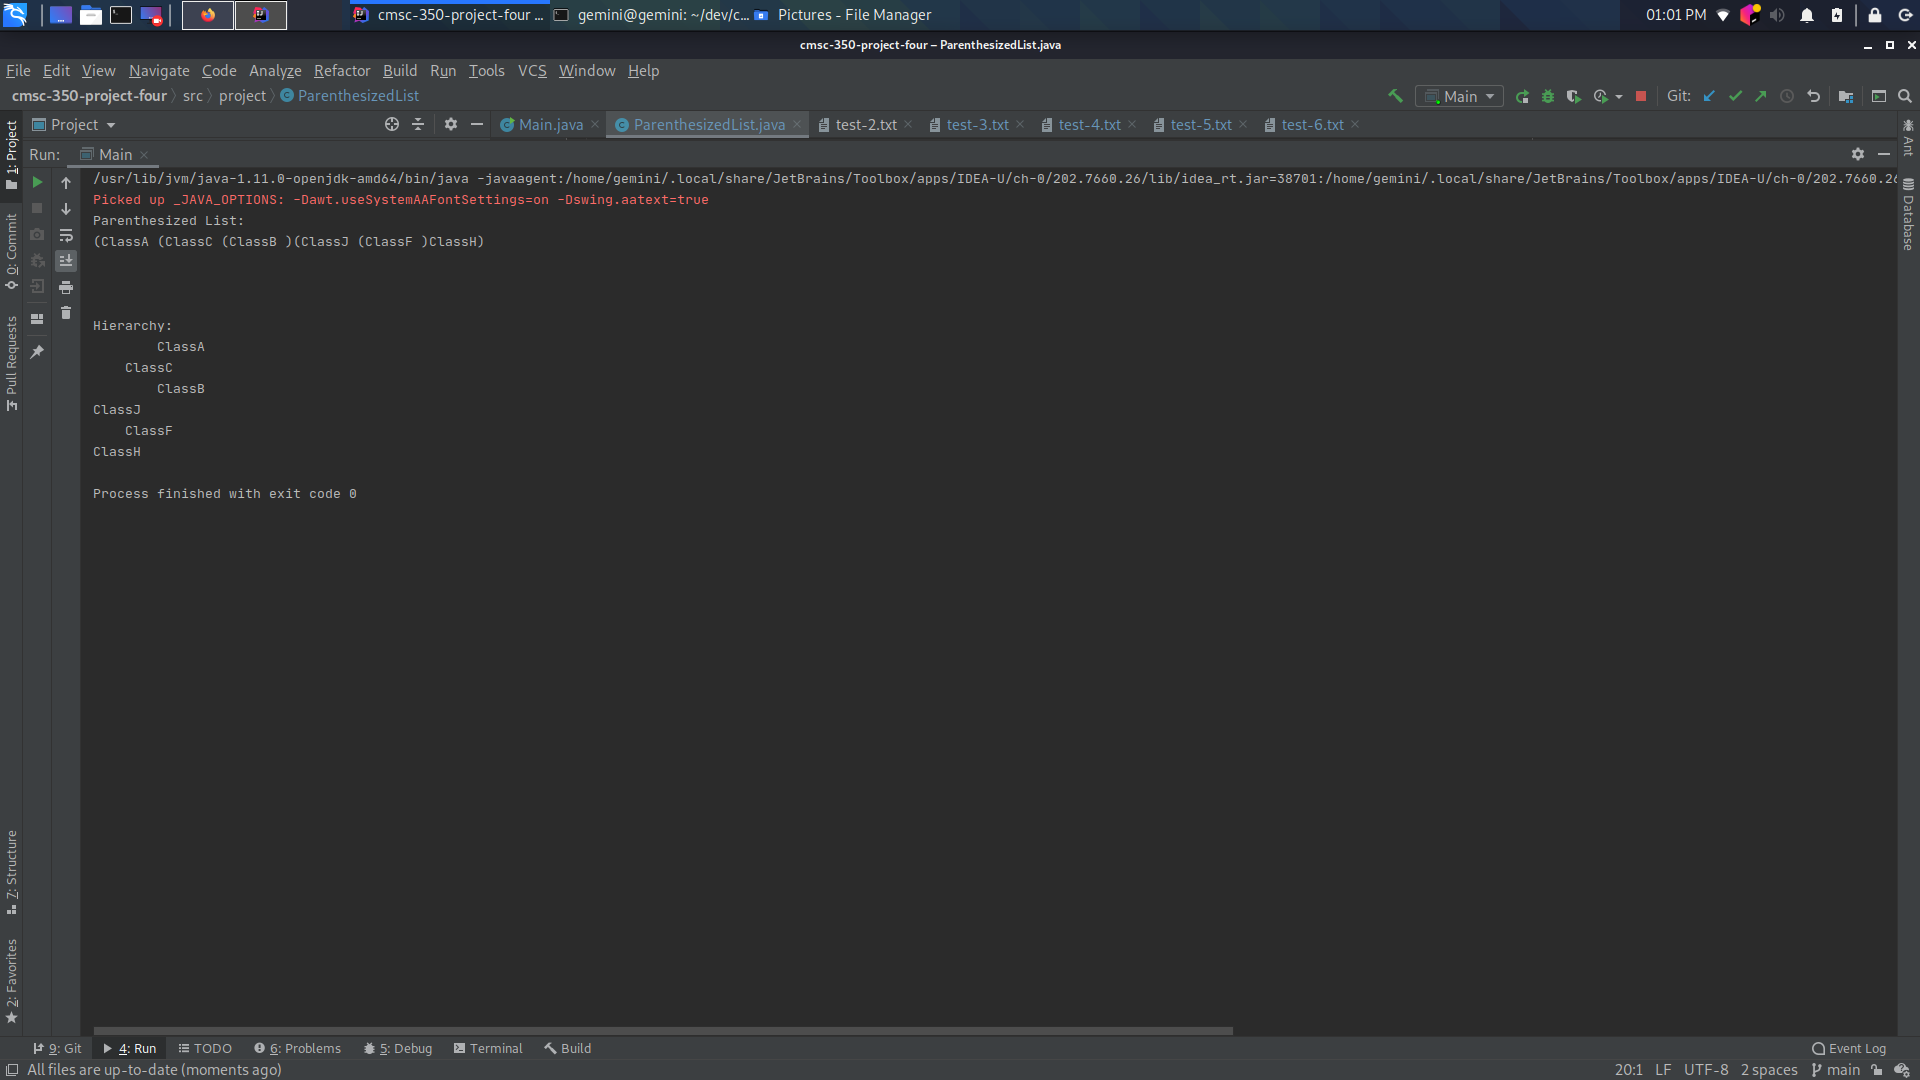 cmsc-350-project-four ... gemini@gemini: ~/dev/c... Pictures - File Manager 01:01 PM
cmsc-350-project-four – ParenthesizedList.java
File Edit View Navigate Code Analyze Refactor Build Run Tools VCS Window Help
cmsc-350-project-four src project ParenthesizedList Main Git:
Project Main.java ParenthesizedList.java test-2.txt test-3.txt test-4.txt test-5.txt test-6.txt
Run: Main
/usr/lib/jvm/java-1.11.0-openjdk-amd64/bin/java -javaagent:/home/gemini/.local/share/JetBrains/Toolbox/apps/IDEA-U/ch-0/202.7660.26/lib/idea_rt.jar=38701:/home/gemini/.local/share/JetBrains/Toolbox/apps/IDEA-U/ch-0/202.7660.26
Picked up _JAVA_OPTIONS: -Dawt.useSystemAAFontSettings=on -Dswing.aatext=true
Parenthesized List:
(ClassA (ClassC (ClassB )(ClassJ (ClassF )ClassH)
Hierarchy:
        ClassA
    ClassC
        ClassB
ClassJ
    ClassF
ClassH
Process finished with exit code 0
1: Project
0: Commit
Pull Requests
7: Structure
2: Favorites
Ant
Database
9: Git 4: Run TODO 6: Problems 5: Debug Terminal Build Event Log
All files are up-to-date (moments ago) 20:1 LF UTF-8 2 spaces main